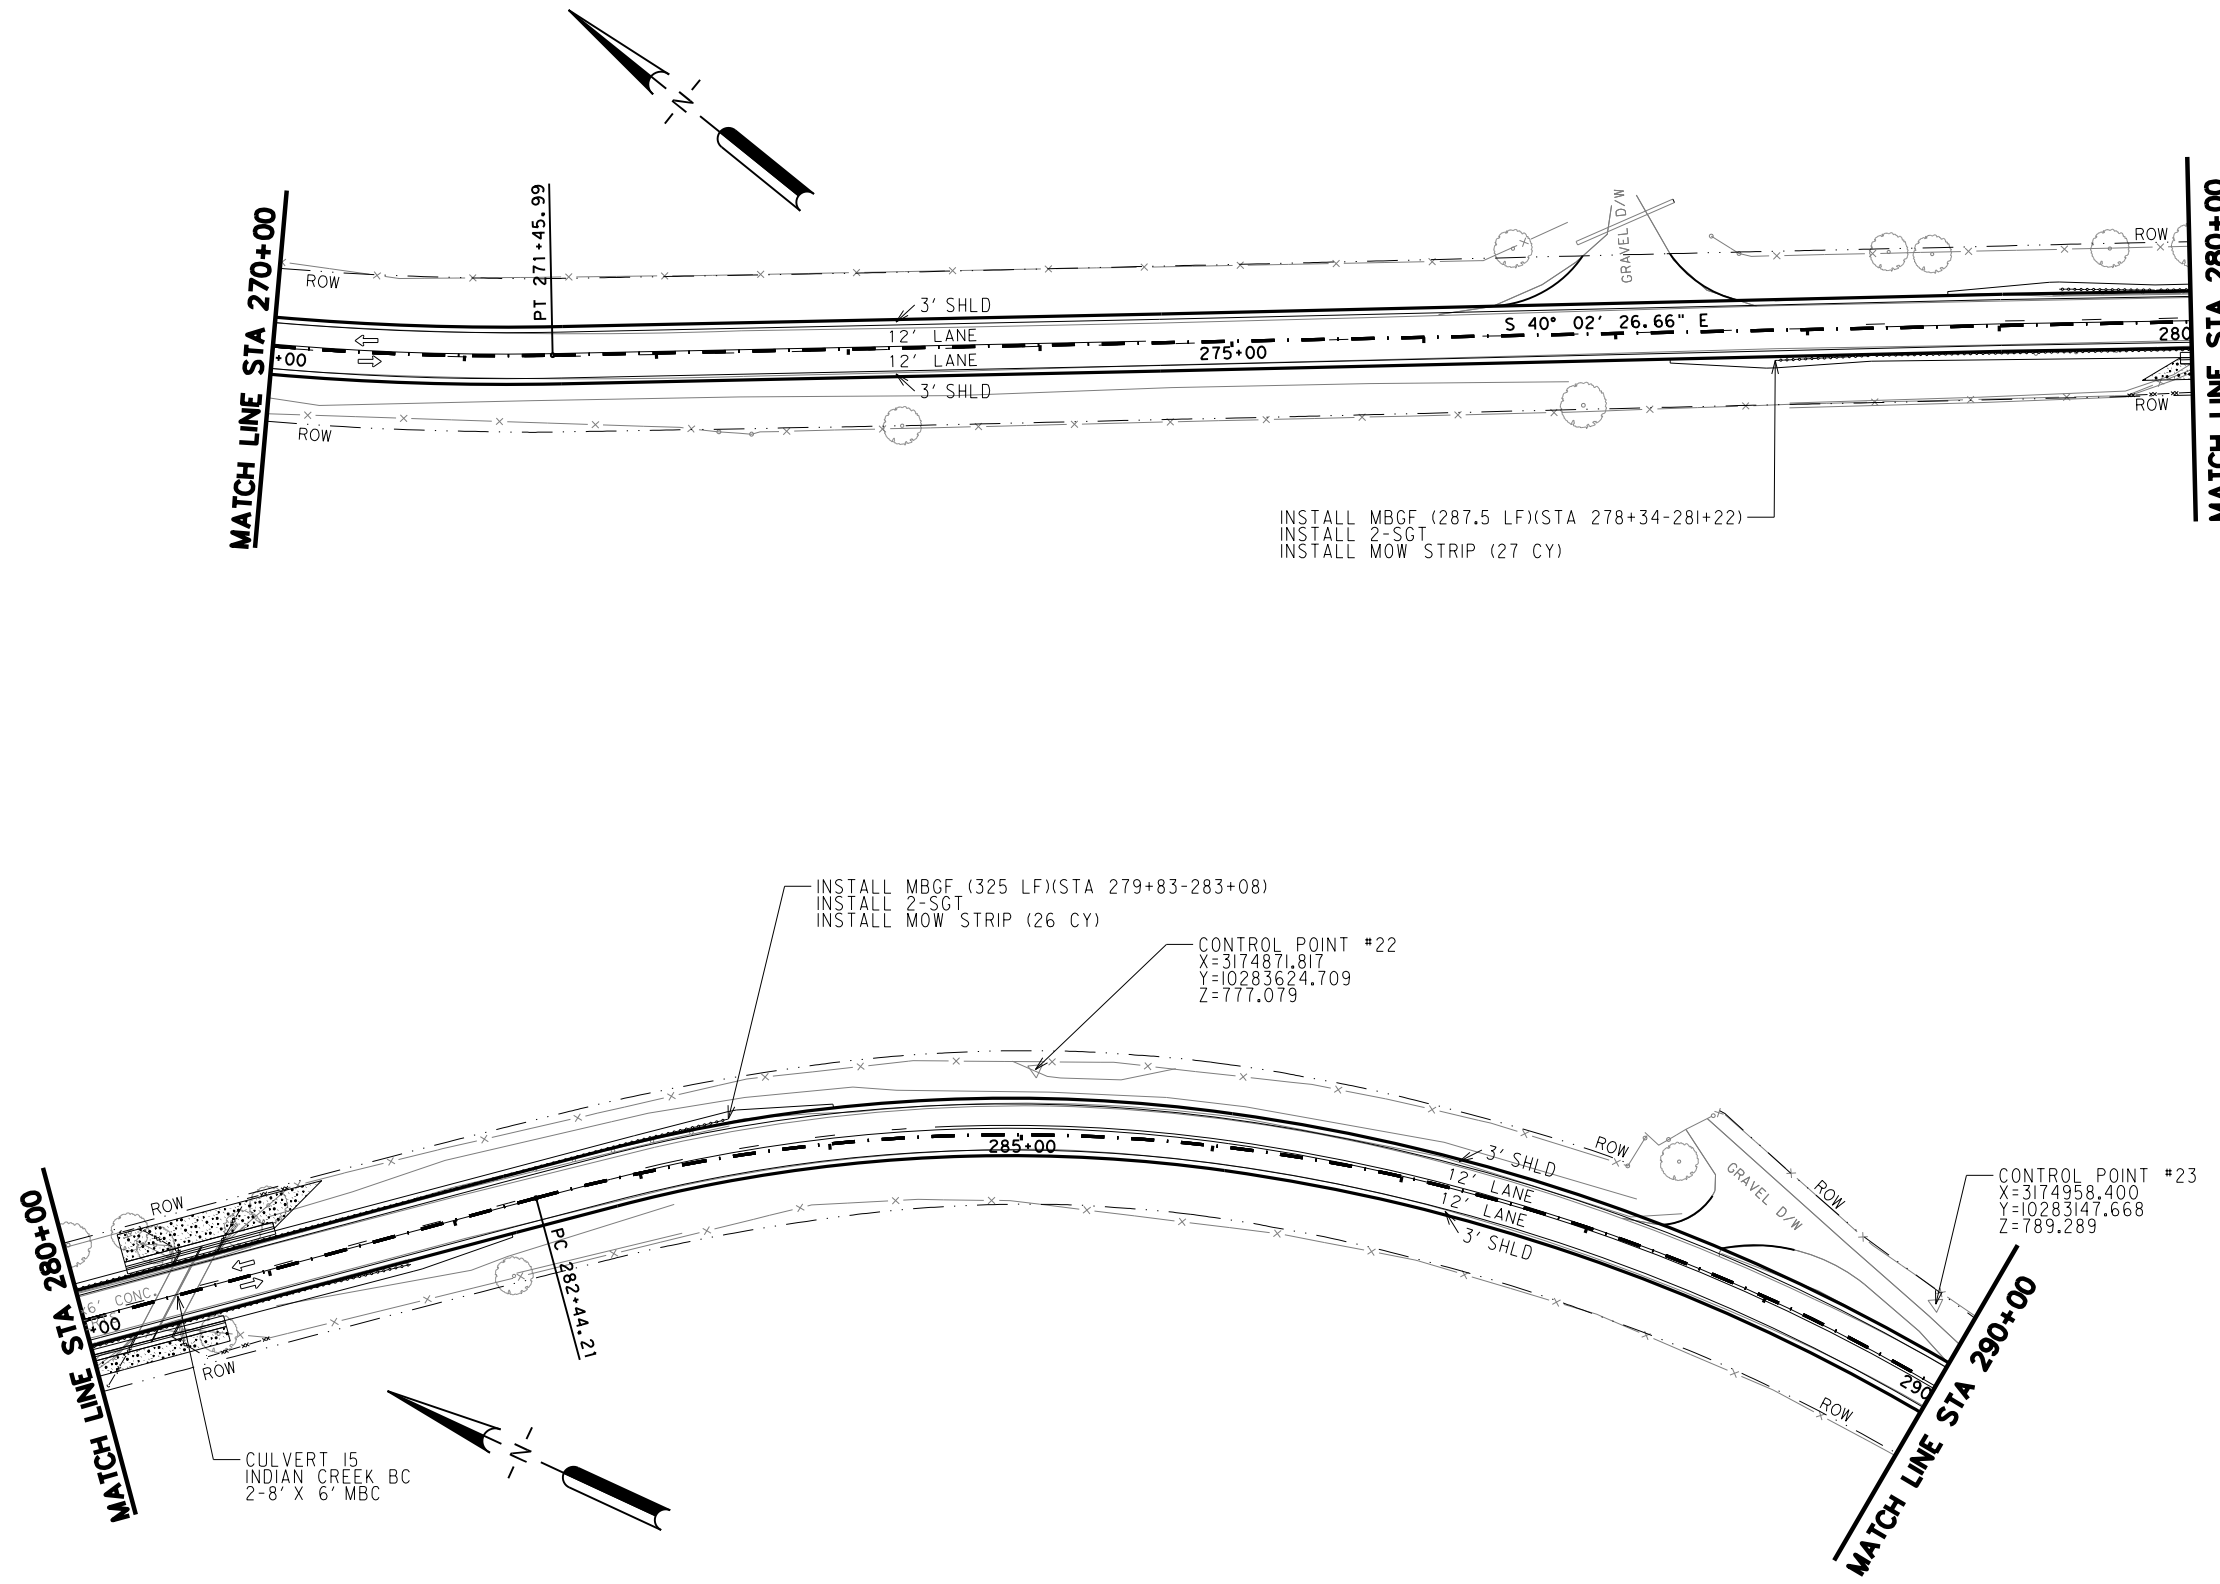 -N-
MATCH LINE STA 270+00
PT 271+45.99
ROW
ROW
+00
3' SHLD
12' LANE
12' LANE
3' SHLD
275+00
S 40° 02' 26.66" E
GRAVEL D/W
ROW
280
ROW
MATCH LINE STA 280+00
INSTALL MBGF (287.5 LF)(STA 278+34-281+22)
INSTALL 2-SGT
INSTALL MOW STRIP (27 CY)
INSTALL MBGF (325 LF)(STA 279+83-283+08)
INSTALL 2-SGT
INSTALL MOW STRIP (26 CY)
CONTROL POINT #22
X=3174871.817
Y=10283624.709
Z=777.079
MATCH LINE STA 280+00
ROW
6' CONC.
+00
ROW
PC 282+44.21
285+00
3' SHLD
12' LANE
12' LANE
3' SHLD
ROW
GRAVEL D/W
ROW
CONTROL POINT #23
X=3174958.400
Y=10283147.668
Z=789.289
290
ROW
MATCH LINE STA 290+00
CULVERT 15
INDIAN CREEK BC
2-8' X 6' MBC
-N-